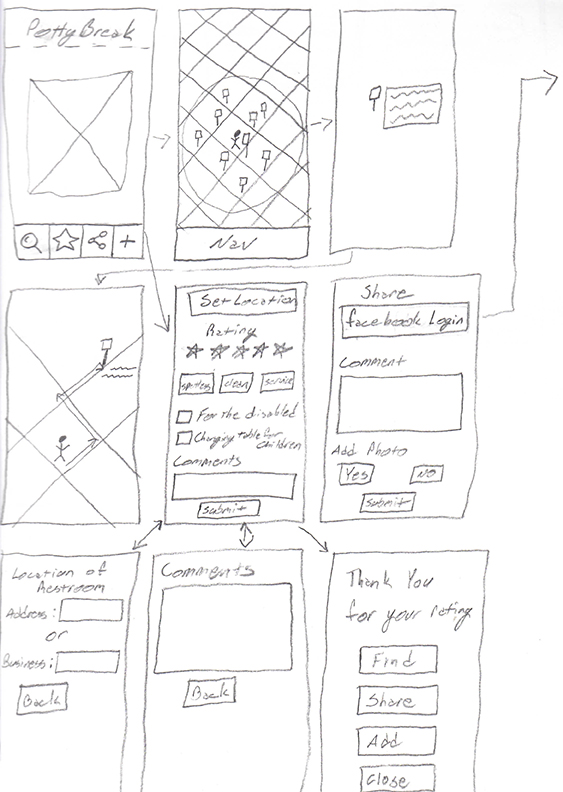 Potty Break
Nav
Set Location
Rating
spotless
clean
service
For the disabled
Changing table for
Children
Comments
Submit
Share
facebook Login
Comment
Add Photo
Yes
NO
Submit
Location of
Restroom
Address:
or
Business:
Back
Comments
Back
Thank You
for your rating
Find
Share
Add
Close